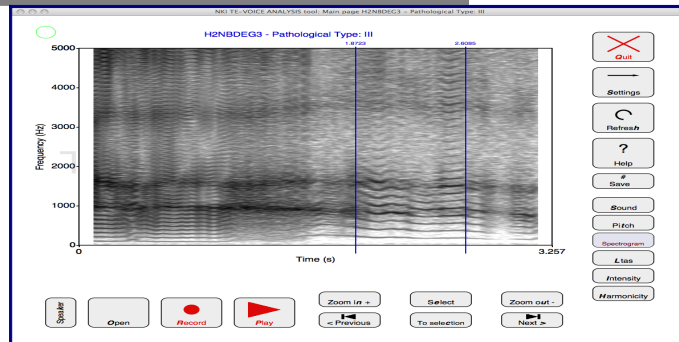 NKI TE-VOICE ANALYSIS tool: Main page H2NBDEG3 - Pathological Type: III
H2NBDEG3 - Pathological Type: III
1.8723
2.6085
5000
4000
3000
2000
1000
0
Frequency (Hz)
0
Time (s)
3.257
Quit
Settings
Refresh
?
Help
#
Save
Sound
Pitch
Spectrogram
Ltas
Intensity
Harmonicity
Speaker
Open
Record
Play
Zoom in +
Select
Zoom out -
< Previous
To selection
Next >